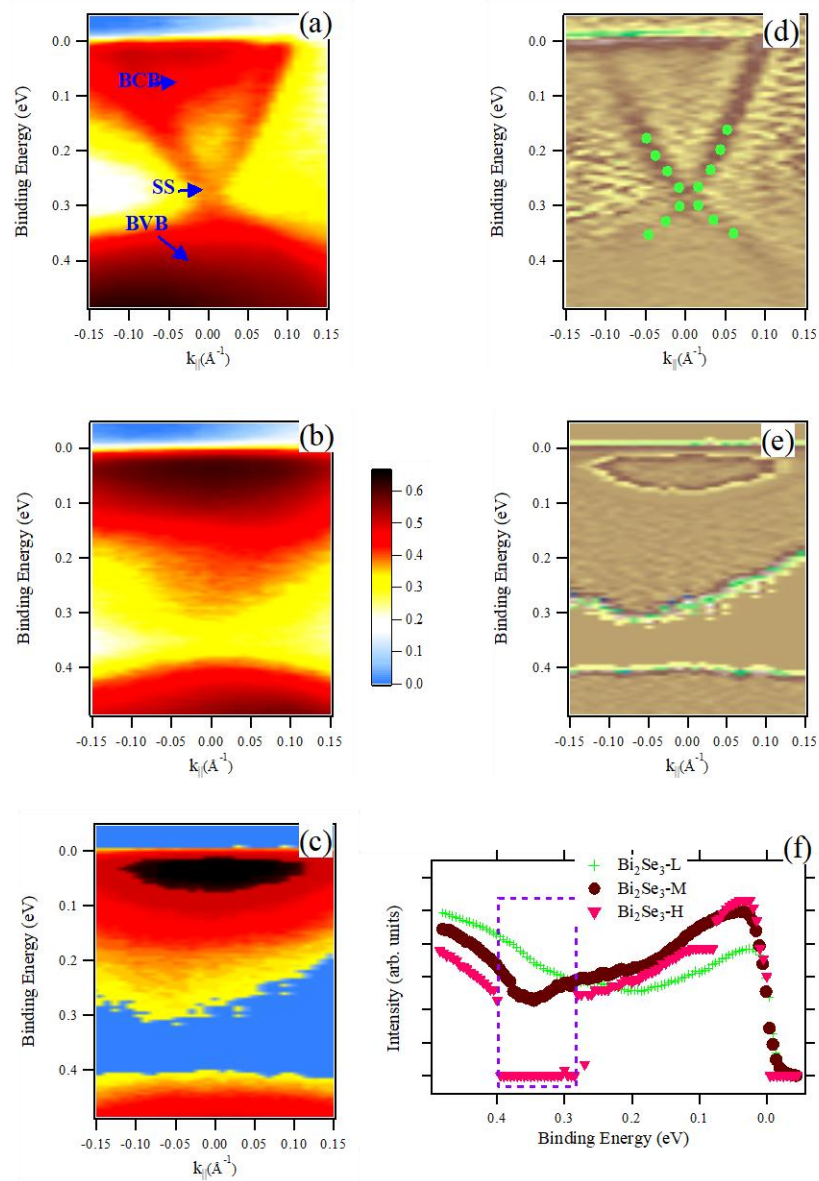 (a)
0.0
0.1
0.2
0.3
0.4
Binding Energy (eV)
BCB
SS
BVB
-0.15 -0.10 -0.05 0.00 0.05 0.10 0.15
k||(Å⁻¹)
(d)
0.0
0.1
0.2
0.3
0.4
Binding Energy (eV)
-0.15 -0.10 -0.05 0.00 0.05 0.10 0.15
k||(Å⁻¹)
(b)
0.0
0.1
0.2
0.3
0.4
Binding Energy (eV)
-0.15 -0.10 -0.05 0.00 0.05 0.10 0.15
k||(Å⁻¹)
0.6
0.5
0.4
0.3
0.2
0.1
0.0
(e)
0.0
0.1
0.2
0.3
0.4
Binding Energy (eV)
-0.15 -0.10 -0.05 0.00 0.05 0.10 0.15
k||(Å⁻¹)
(c)
0.0
0.1
0.2
0.3
0.4
Binding Energy (eV)
-0.15 -0.10 -0.05 0.00 0.05 0.10 0.15
k||(Å⁻¹)
(f)
Bi₂Se₃-L
Bi₂Se₃-M
Bi₂Se₃-H
Intensity (arb. units)
0.4 0.3 0.2 0.1 0.0
Binding Energy (eV)